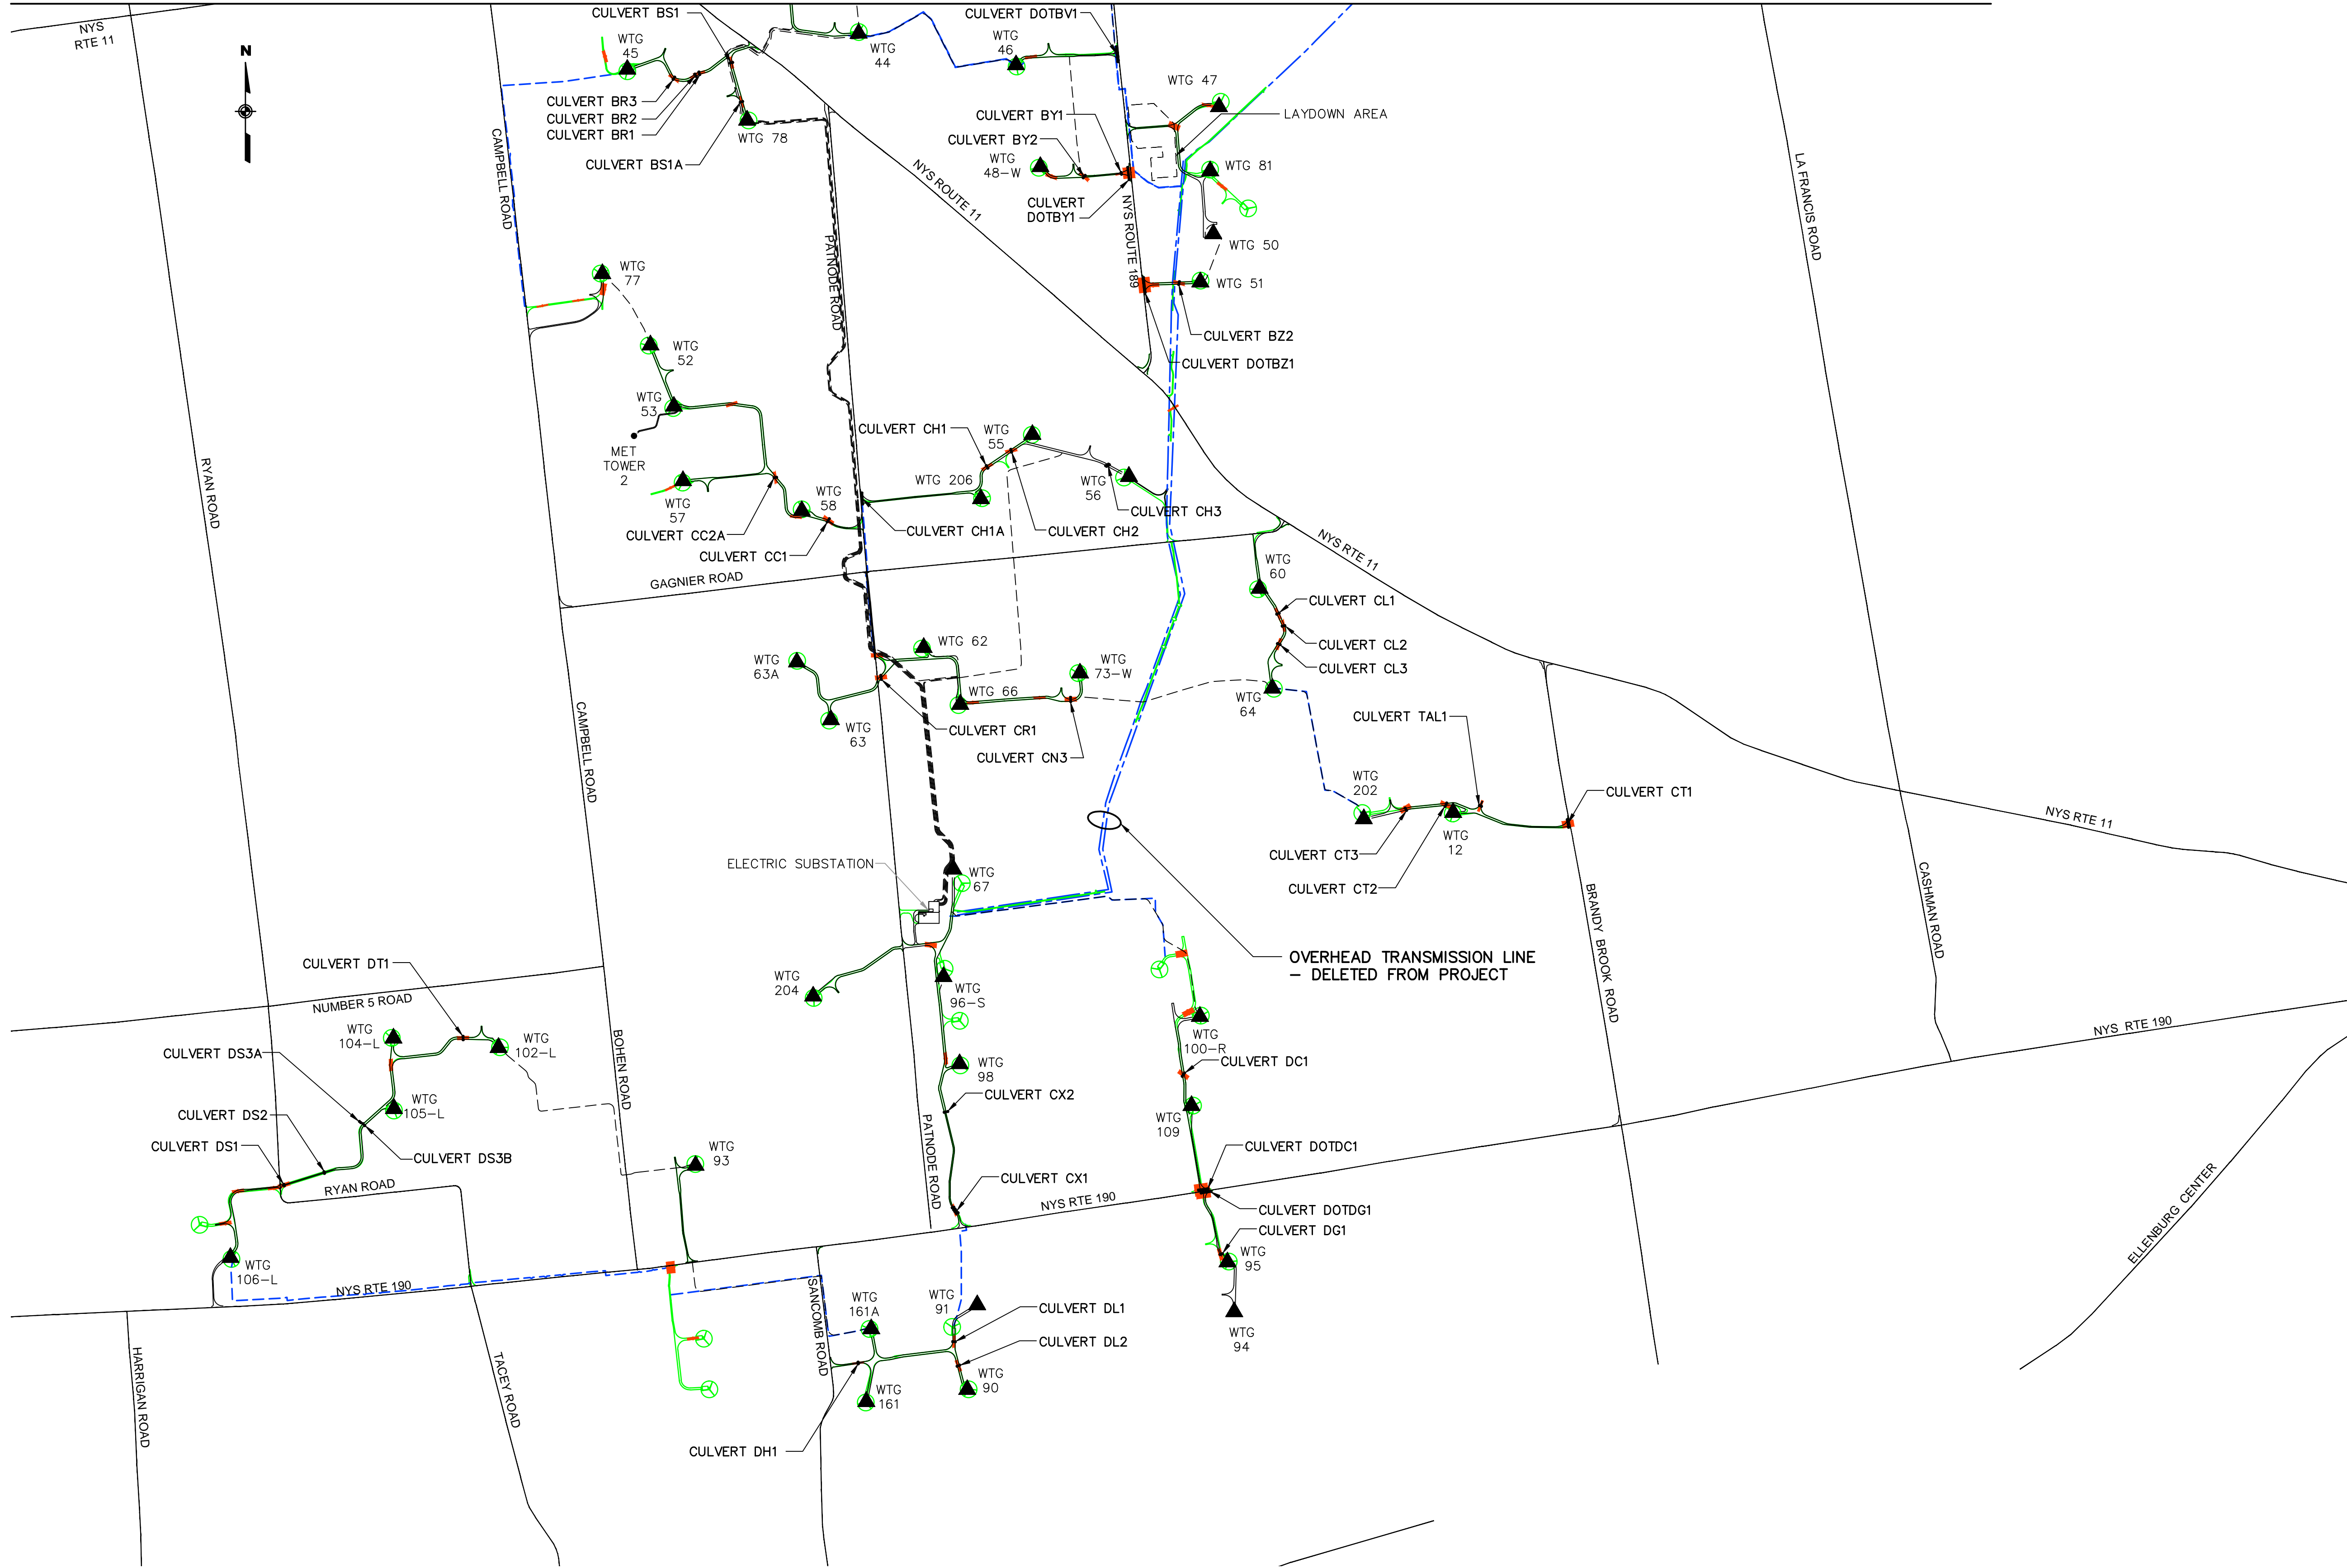 NYS
RTE 11
N
CULVERT BS1
WTG
45
CULVERT BR3
CULVERT BR2
CULVERT BR1
CULVERT BS1A
WTG 78
WTG
44
CULVERT DOTBV1
WTG
46
WTG 47
LAYDOWN AREA
CULVERT BY1
CULVERT BY2
WTG
48-W
CULVERT
DOTBY1
WTG 81
WTG 50
WTG 51
CULVERT BZ2
CULVERT DOTBZ1
CAMPBELL ROAD
PATNODE ROAD
NYS ROUTE 11
NYS ROUTE 189
LA FRANCIS ROAD
WTG
77
WTG
52
WTG
53
MET
TOWER
2
WTG
57
WTG
58
CULVERT CC2A
CULVERT CC1
CULVERT CH1
WTG
55
WTG 206
WTG
56
CULVERT CH3
CULVERT CH1A
CULVERT CH2
RYAN ROAD
GAGNIER ROAD
NYS RTE 11
WTG
60
CULVERT CL1
CULVERT CL2
CULVERT CL3
WTG
64
WTG 62
WTG
63A
WTG
63
WTG 66
WTG
73-W
CULVERT CR1
CULVERT CN3
CAMPBELL ROAD
CULVERT TAL1
WTG
202
CULVERT CT1
WTG
12
CULVERT CT3
CULVERT CT2
NYS RTE 11
ELECTRIC SUBSTATION
WTG
67
CASHMAN ROAD
BRANDY BROOK ROAD
OVERHEAD TRANSMISSION LINE
- DELETED FROM PROJECT
CULVERT DT1
NUMBER 5 ROAD
WTG
204
WTG
96-S
WTG
104-L
WTG
102-L
CULVERT DS3A
WTG
100-R
NYS RTE 190
BOHEN ROAD
WTG
98
CULVERT DC1
CULVERT CX2
WTG
105-L
CULVERT DS2
CULVERT DS1
CULVERT DS3B
WTG
109
PATNODE ROAD
WTG
93
CULVERT DOTDC1
RYAN ROAD
CULVERT CX1
NYS RTE 190
CULVERT DOTDG1
CULVERT DG1
ELLENBURG CENTER
WTG
106-L
NYS RTE 190
WTG
95
SANCOMB ROAD
WTG
161A
WTG
91
CULVERT DL1
CULVERT DL2
WTG
94
HARRIGAN ROAD
TACEY ROAD
WTG
90
WTG
161
CULVERT DH1